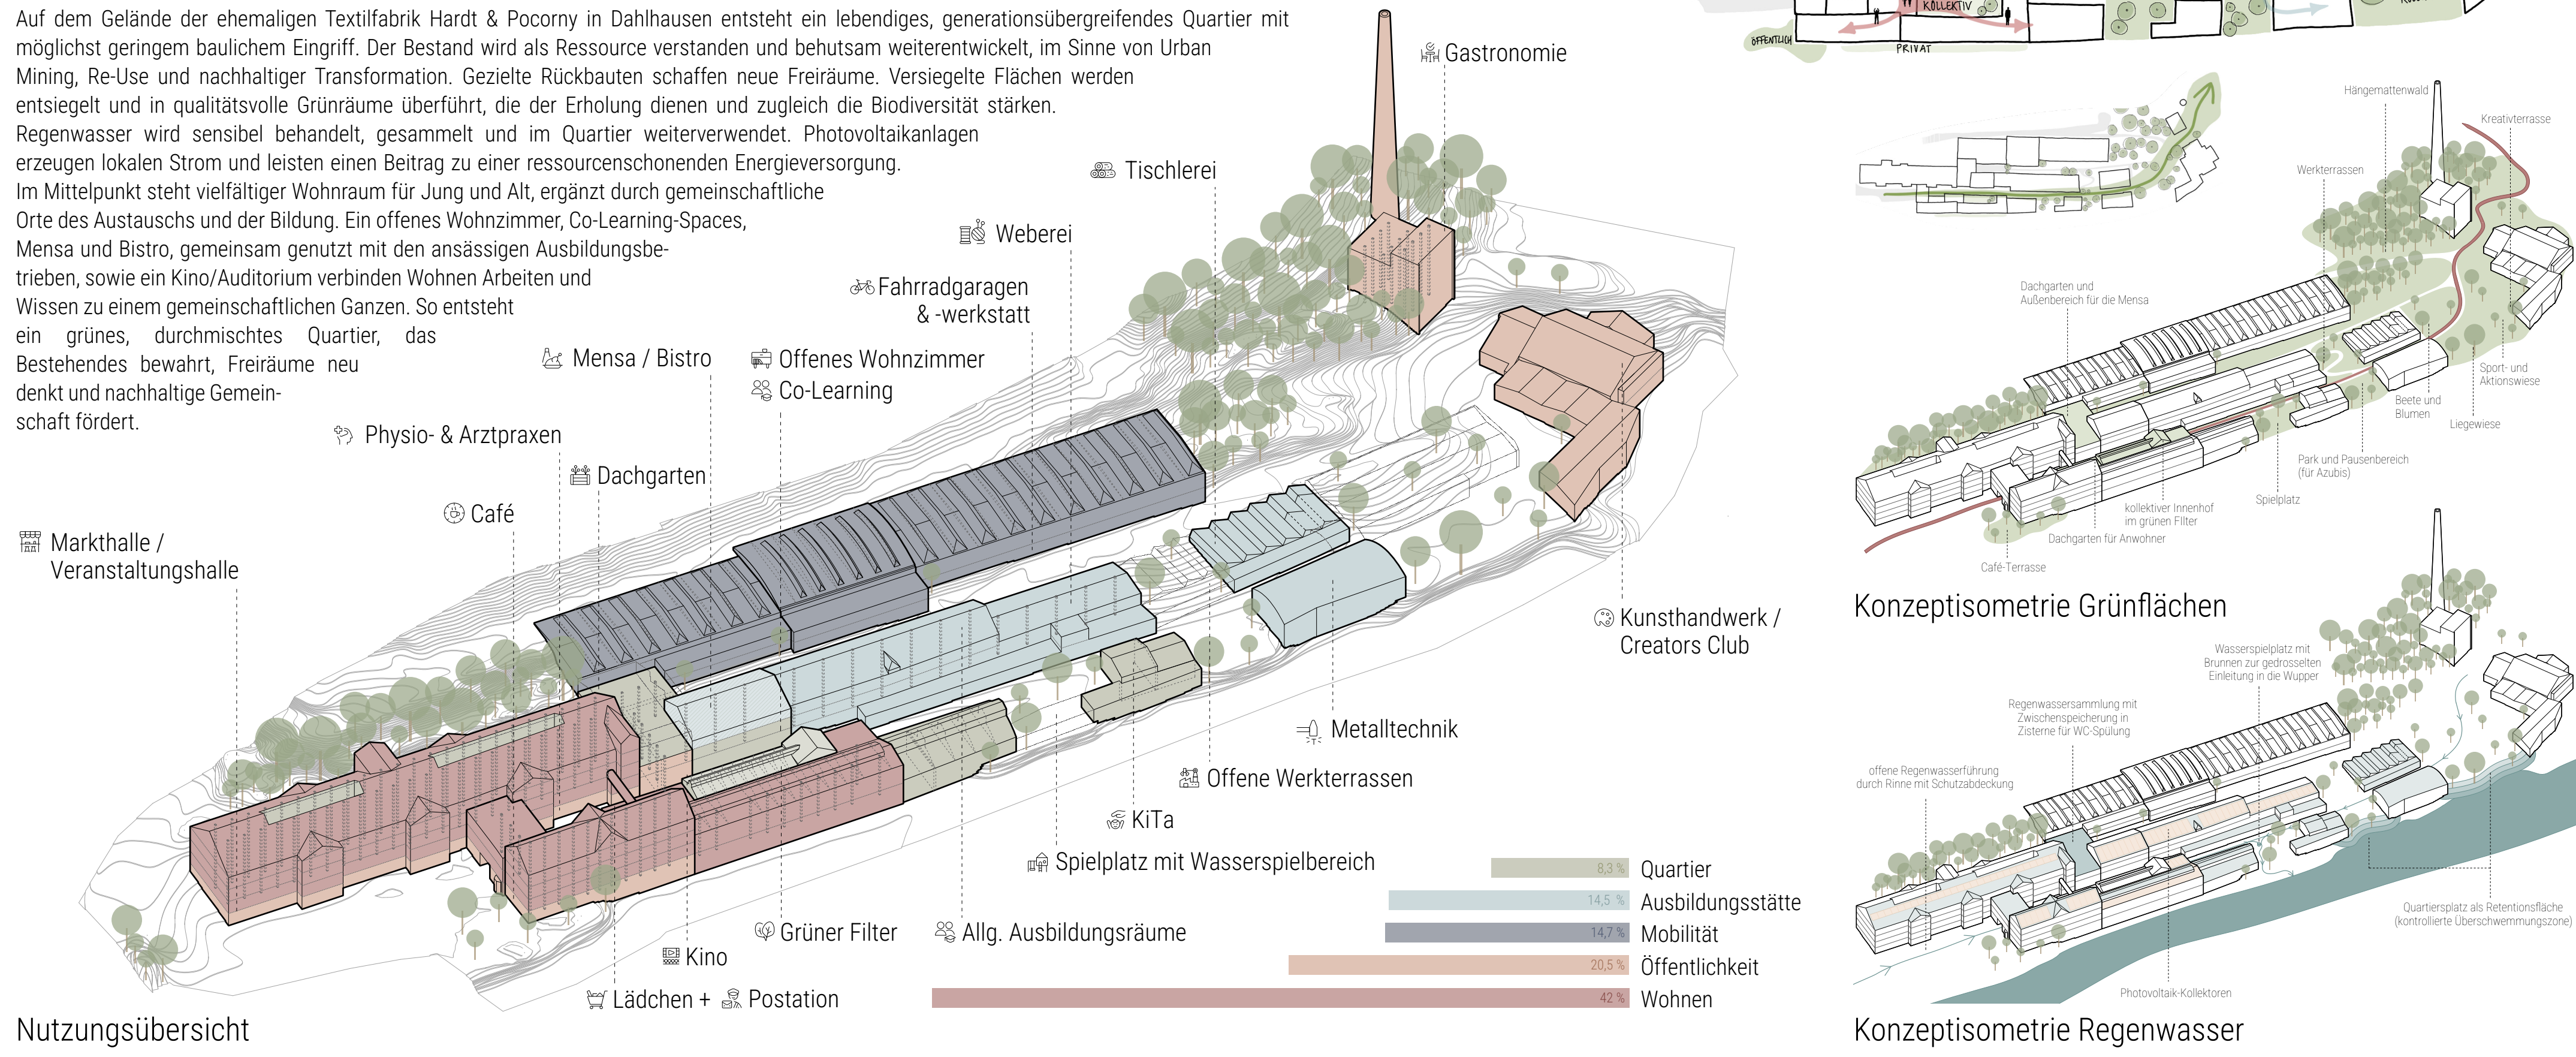 Auf dem Gelände der ehemaligen Textilfabrik Hardt & Pocorny in Dahlhausen entsteht ein lebendiges, generationsübergreifendes Quartier mit
möglichst geringem baulichem Eingriff. Der Bestand wird als Ressource verstanden und behutsam weiterentwickelt, im Sinne von Urban
Mining, Re-Use und nachhaltiger Transformation. Gezielte Rückbauten schaffen neue Freiräume. Versiegelte Flächen werden
entsiegelt und in qualitätsvolle Grünräume überführt, die der Erholung dienen und zugleich die Biodiversität stärken.
Regenwasser wird sensibel behandelt, gesammelt und im Quartier weiterverwendet. Photovoltaikanlagen
erzeugen lokalen Strom und leisten einen Beitrag zu einer ressourcenschonenden Energieversorgung.
Im Mittelpunkt steht vielfältiger Wohnraum für Jung und Alt, ergänzt durch gemeinschaftliche
Orte des Austauschs und der Bildung. Ein offenes Wohnzimmer, Co-Learning-Spaces,
Mensa und Bistro, gemeinsam genutzt mit den ansässigen Ausbildungsbe-
trieben, sowie ein Kino/Auditorium verbinden Wohnen Arbeiten und
Wissen zu einem gemeinschaftlichen Ganzen. So entsteht
ein grünes, durchmischtes Quartier, das
Bestehendes bewahrt, Freiräume neu
denkt und nachhaltige Gemein-
schaft fördert.
Gastronomie
Tischlerei
Weberei
Fahrradgaragen
& -werkstatt
Mensa / Bistro
Offenes Wohnzimmer
Co-Learning
Physio- & Arztpraxen
Dachgarten
Café
Markthalle /
Veranstaltungshalle
Kunsthandwerk /
Creators Club
Metalltechnik
Offene Werkterrassen
KiTa
Spielplatz mit Wasserspielbereich
Allg. Ausbildungsräume
Grüner Filter
Kino
Lädchen + Postation
8,3 % Quartier
14,5 % Ausbildungsstätte
14,7 % Mobilität
20,5 % Öffentlichkeit
42 % Wohnen
Nutzungsübersicht
KOLLEKTIV
ÖFFENTLICH
PRIVAT
Hängemattenwald
Kreativterrasse
Werkterrassen
Dachgarten und
Außenbereich für die Mensa
Sport- und
Aktionswiese
Beete und
Blumen
Liegewiese
Park und Pausenbereich
(für Azubis)
Spielplatz
kollektiver Innenhof
im grünen FIlter
Dachgarten für Anwohner
Café-Terrasse
Konzeptisometrie Grünflächen
Wasserspielplatz mit
Brunnen zur gedrosselten
Einleitung in die Wupper
Regenwassersammlung mit
Zwischenspeicherung in
Zisterne für WC-Spülung
offene Regenwasserführung
durch Rinne mit Schutzabdeckung
Quartiersplatz als Retentionsfläche
(kontrollierte Überschwemmungszone)
Photovoltaik-Kollektoren
Konzeptisometrie Regenwasser